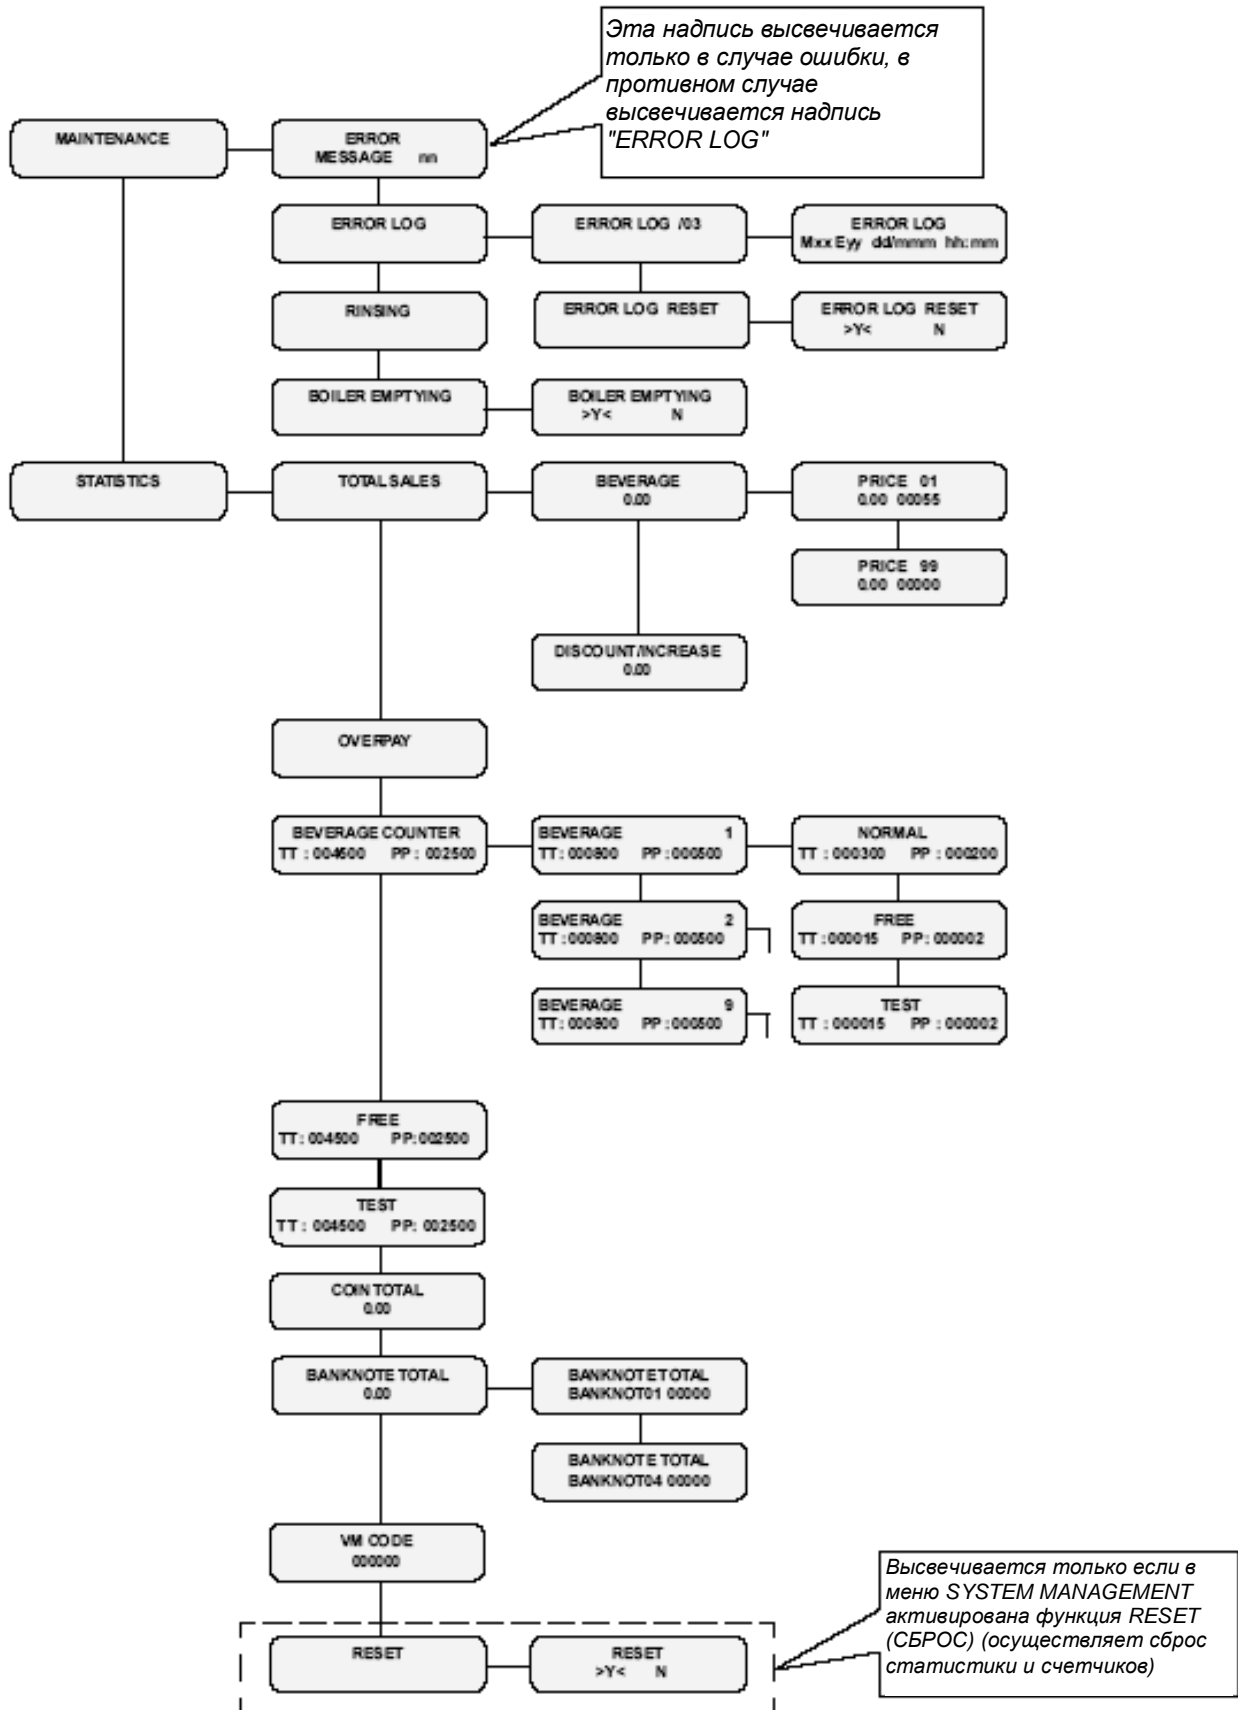 Эта надпись высвечивается
только в случае ошибки, в
противном случае
высвечивается надпись
"ERROR LOG"
MAINTENANCE
ERROR
MESSAGE nn
ERROR LOG
ERROR LOG /03
ERROR LOG
Mxx Eyy dd/mmm hh:mm
RINSING
ERROR LOG RESET
ERROR LOG RESET
>Y< N
BOILER EMPTYING
BOILER EMPTYING
>Y< N
STATISTICS
TOTAL SALES
BEVERAGE
0.00
PRICE 01
0.00 00055
PRICE 99
0.00 00000
DISCOUNT/INCREASE
0.00
OVERPAY
BEVERAGE COUNTER
TT : 004500 PP : 002500
BEVERAGE 1
TT : 000800 PP : 000500
NORMAL
TT : 000300 PP : 000200
BEVERAGE 2
TT : 000800 PP : 000500
FREE
TT : 000015 PP : 000002
BEVERAGE 9
TT : 000800 PP : 000500
TEST
TT : 000015 PP : 000002
FREE
TT : 004500 PP : 002500
TEST
TT : 004500 PP : 002500
COIN TOTAL
0.00
BANKNOTE TOTAL
0.00
BANKNOTE TOTAL
BANKNOT01 00000
BANKNOTE TOTAL
BANKNOT04 00000
VM CODE
000000
Высвечивается только если в
меню SYSTEM MANAGEMENT
активирована функция RESET
(СБРОС) (осуществляет сброс
статистики и счетчиков)
RESET
RESET
>Y< N